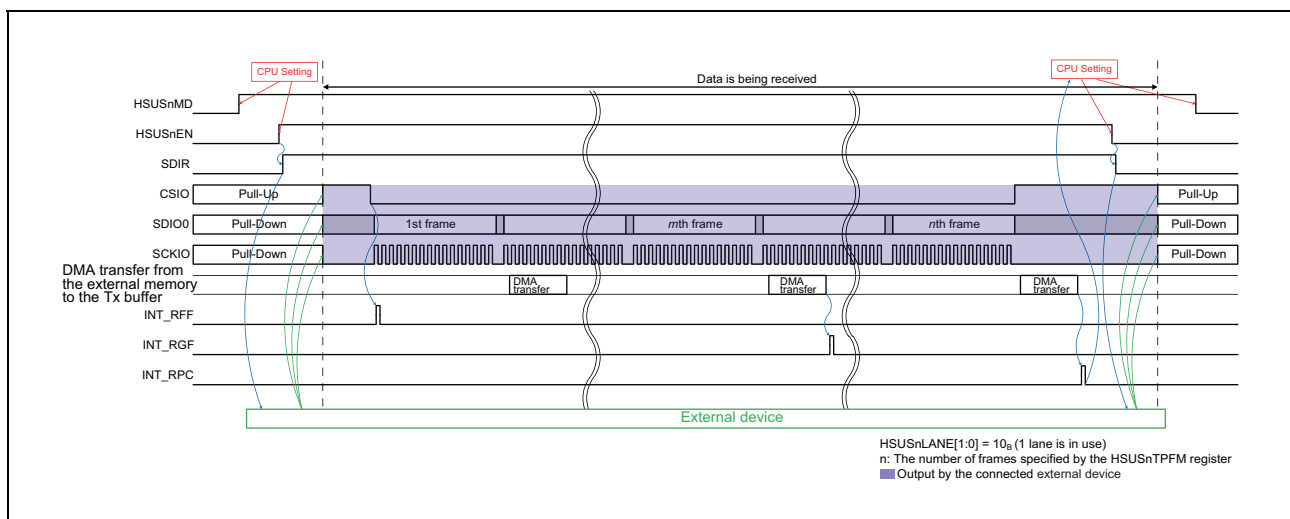 CPU Setting
CPU Setting
Data is being received
HSUSnMD
HSUSnEN
SDIR
CSIO Pull-Up Pull-Up
SDIO0 Pull-Down 1st frame mth frame nth frame Pull-Down
SCKIO Pull-Down Pull-Down
DMA transfer from
the external memory
to the Tx buffer
DMA
transfer
DMA
transfer
DMA
transfer
INT_RFF
INT_RGF
INT_RPC
External device
HSUSnLANE[1:0] = 10B (1 lane is in use)
n: The number of frames specified by the HSUSnTPFM register
Output by the connected external device